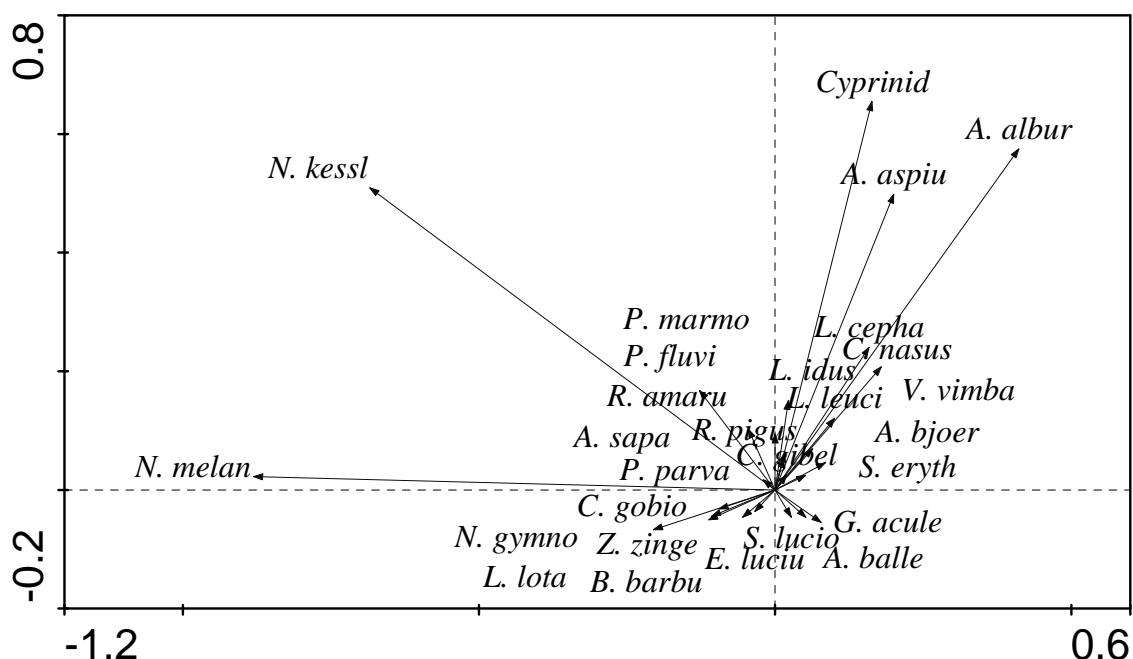 0.8
Cyprinid
A. albur
N. kessl
A. aspiu
P. marmo
L. cepha
P. fluvi
C. nasus
L. idus
V. vimba
R. amaru
L. leuci
A. sapa
R. pigus
A. bjoer
N. melan
P. parva
C. gibel
S. eryth
C. gobio
G. acule
N. gymno
Z. zinge
S. lucio
E. luciu
A. balle
L. lota
B. barbu
-0.2
-1.2
0.6